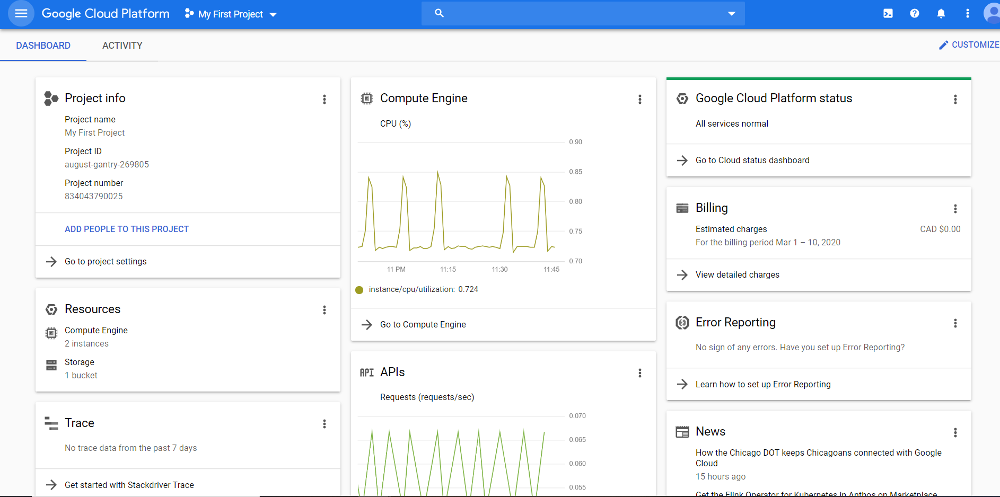 Google Cloud Platform
My First Project
DASHBOARD
ACTIVITY
CUSTOMIZE
Project info
Project name
My First Project
Project ID
august-gantry-269805
Project number
834043790025
ADD PEOPLE TO THIS PROJECT
Go to project settings
Resources
Compute Engine
2 instances
Storage
1 bucket
Trace
No trace data from the past 7 days
Get started with Stackdriver Trace
Compute Engine
CPU (%)
0.90
0.85
0.80
0.75
0.70
11 PM
11:15
11:30
11:45
instance/cpu/utilization: 0.724
Go to Compute Engine
API
APIs
Requests (requests/sec)
0.070
0.065
0.060
0.055
Google Cloud Platform status
All services normal
Go to Cloud status dashboard
Billing
Estimated charges
CAD $0.00
For the billing period Mar 1 – 10, 2020
View detailed charges
Error Reporting
No sign of any errors. Have you set up Error Reporting?
Learn how to set up Error Reporting
News
How the Chicago DOT keeps Chicagoans connected with Google
Cloud
15 hours ago
Get the Flink Operator for Kubernetes in Anthos on Marketplace